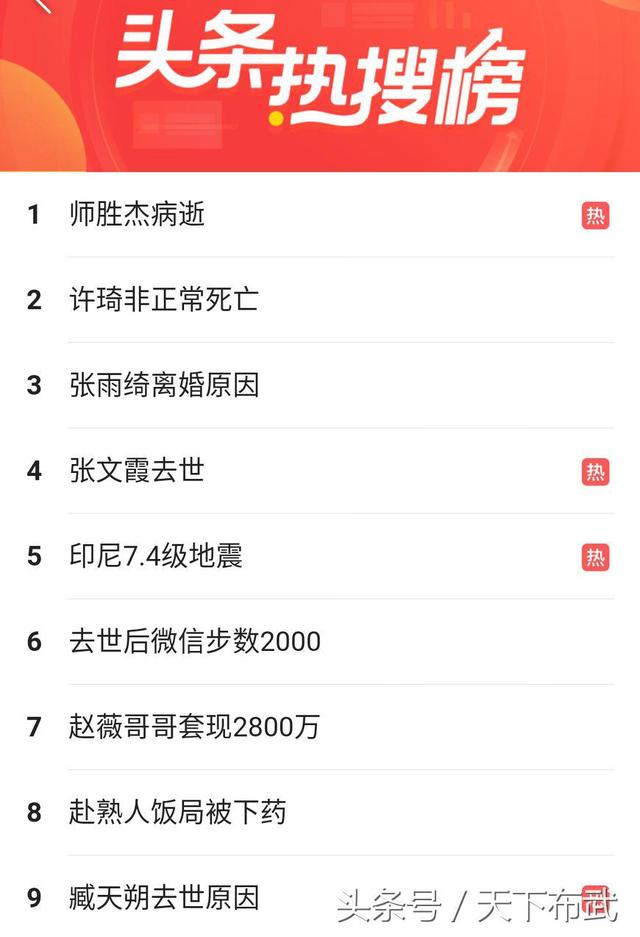 头条热搜榜
1 师胜杰病逝 热
2 许琦非正常死亡
3 张雨绮离婚原因
4 张文霞去世 热
5 印尼7.4级地震 热
6 去世后微信步数2000
7 赵薇哥哥套现2800万
8 赴熟人饭局被下药
9 臧天朔去世原因
头条号 / 天下布武